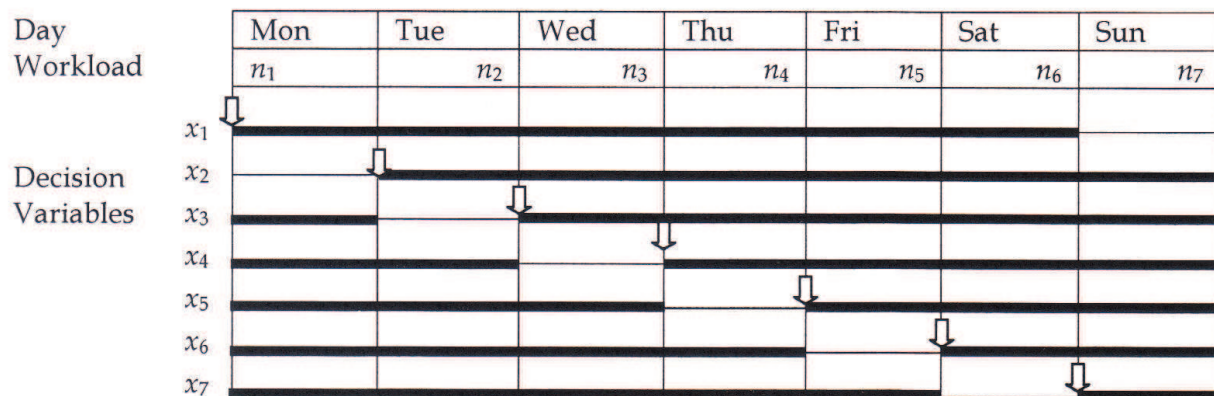 Day Mon Tue Wed Thu Fri Sat Sun
Workload n₁ n₂ n₃ n₄ n₅ n₆ n₇
x₁
Decision x₂
Variables x₃
x₄
x₅
x₆
x₇